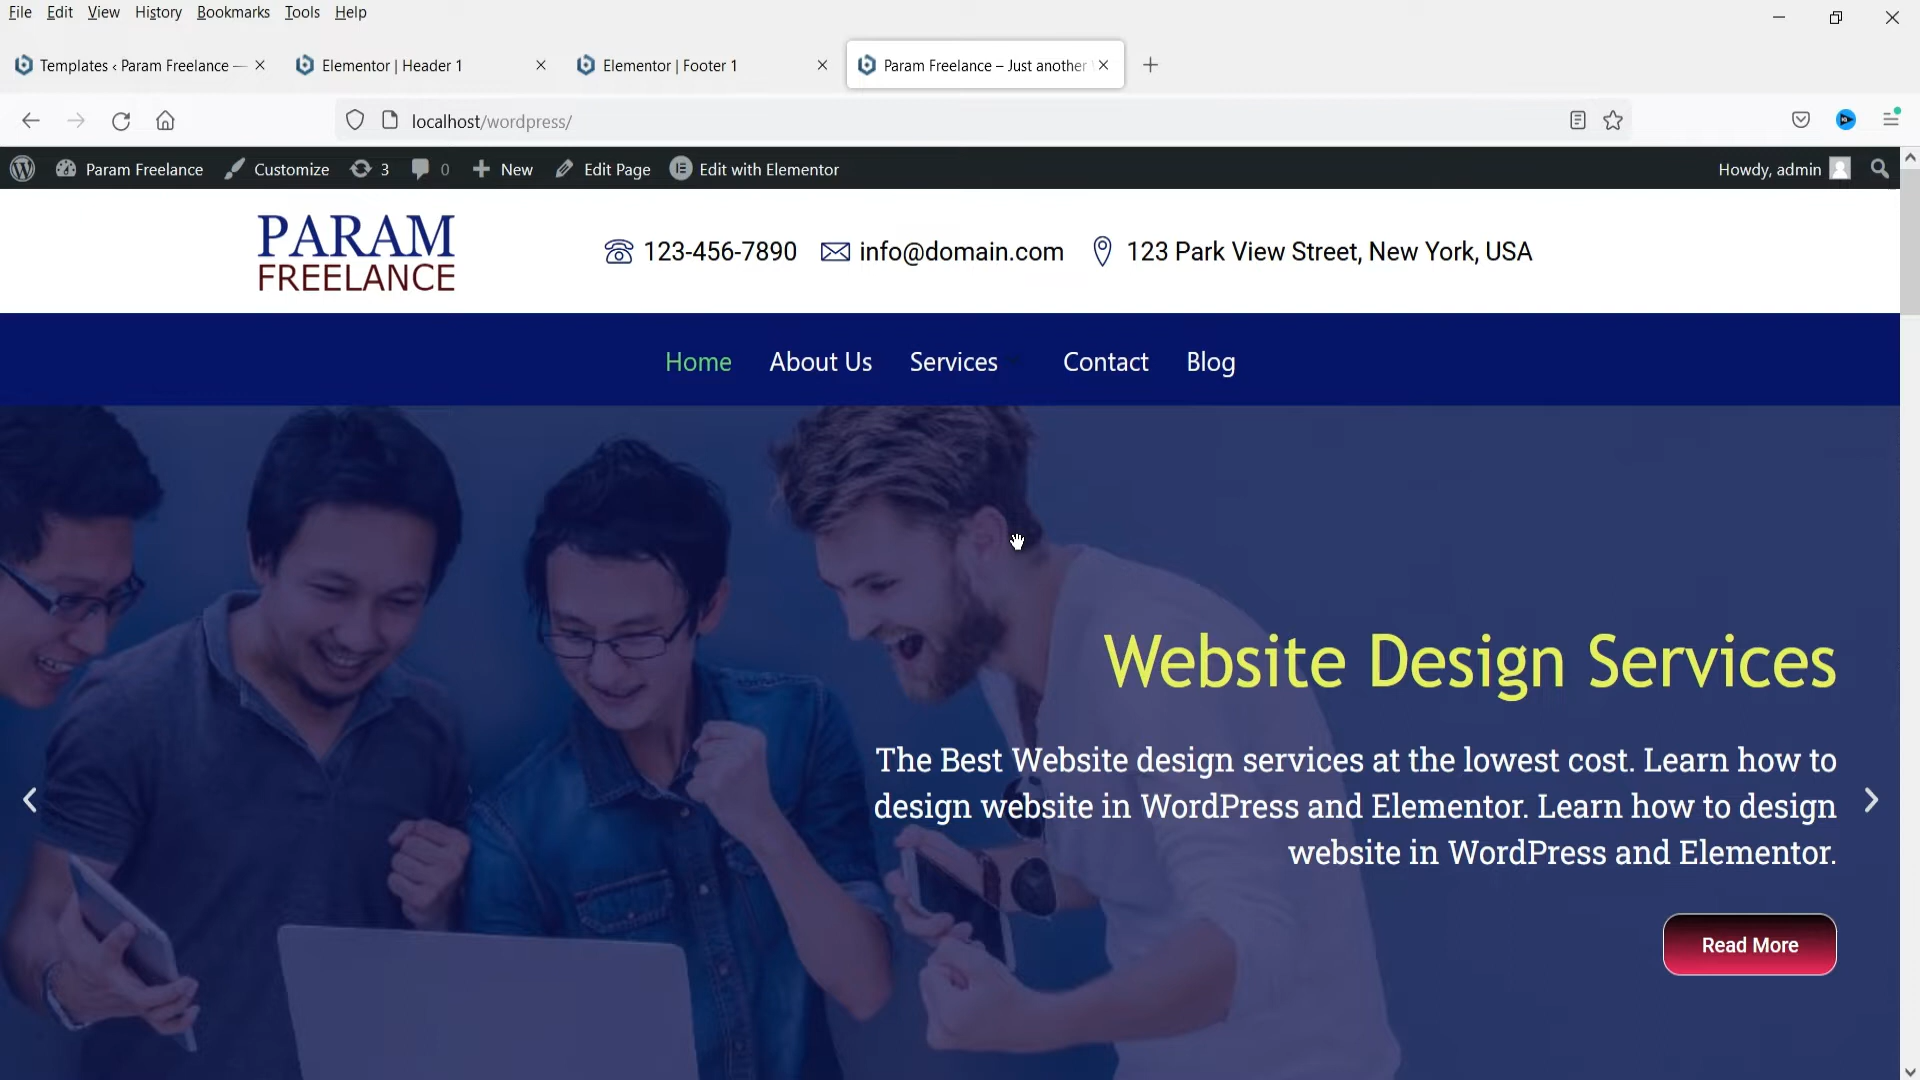 File Edit View History Bookmarks Tools Help
Templates ‹ Param Freelance —
Elementor | Header 1
Elementor | Footer 1
Param Freelance – Just another
localhost/wordpress/
Param Freelance Customize 3 0 New Edit Page Edit with Elementor Howdy, admin
PARAM
FREELANCE
123-456-7890 info@domain.com 123 Park View Street, New York, USA
Home About Us Services Contact Blog
Website Design Services
The Best Website design services at the lowest cost. Learn how to
design website in WordPress and Elementor. Learn how to design
website in WordPress and Elementor.
Read More